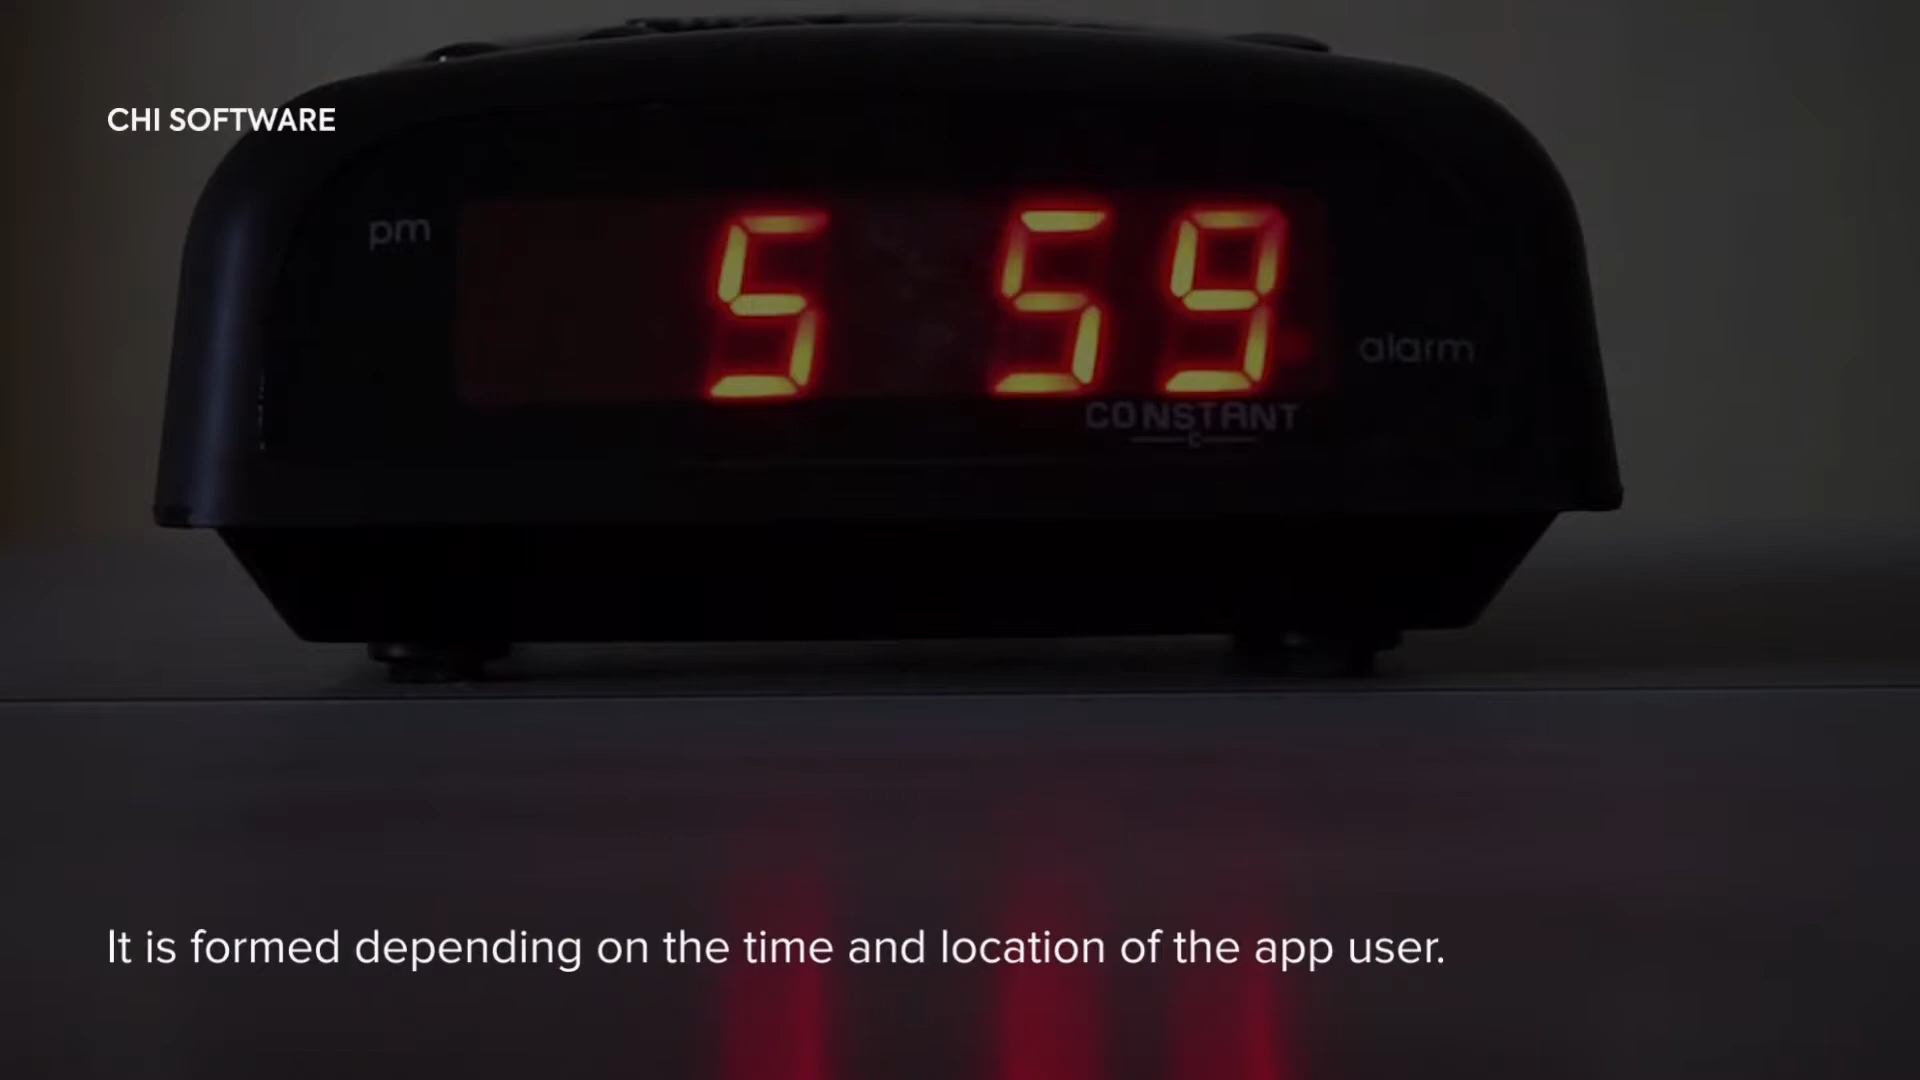 CHI SOFTWARE
pm
5 59
alarm
CONSTANT
It is formed depending on the time and location of the app user.